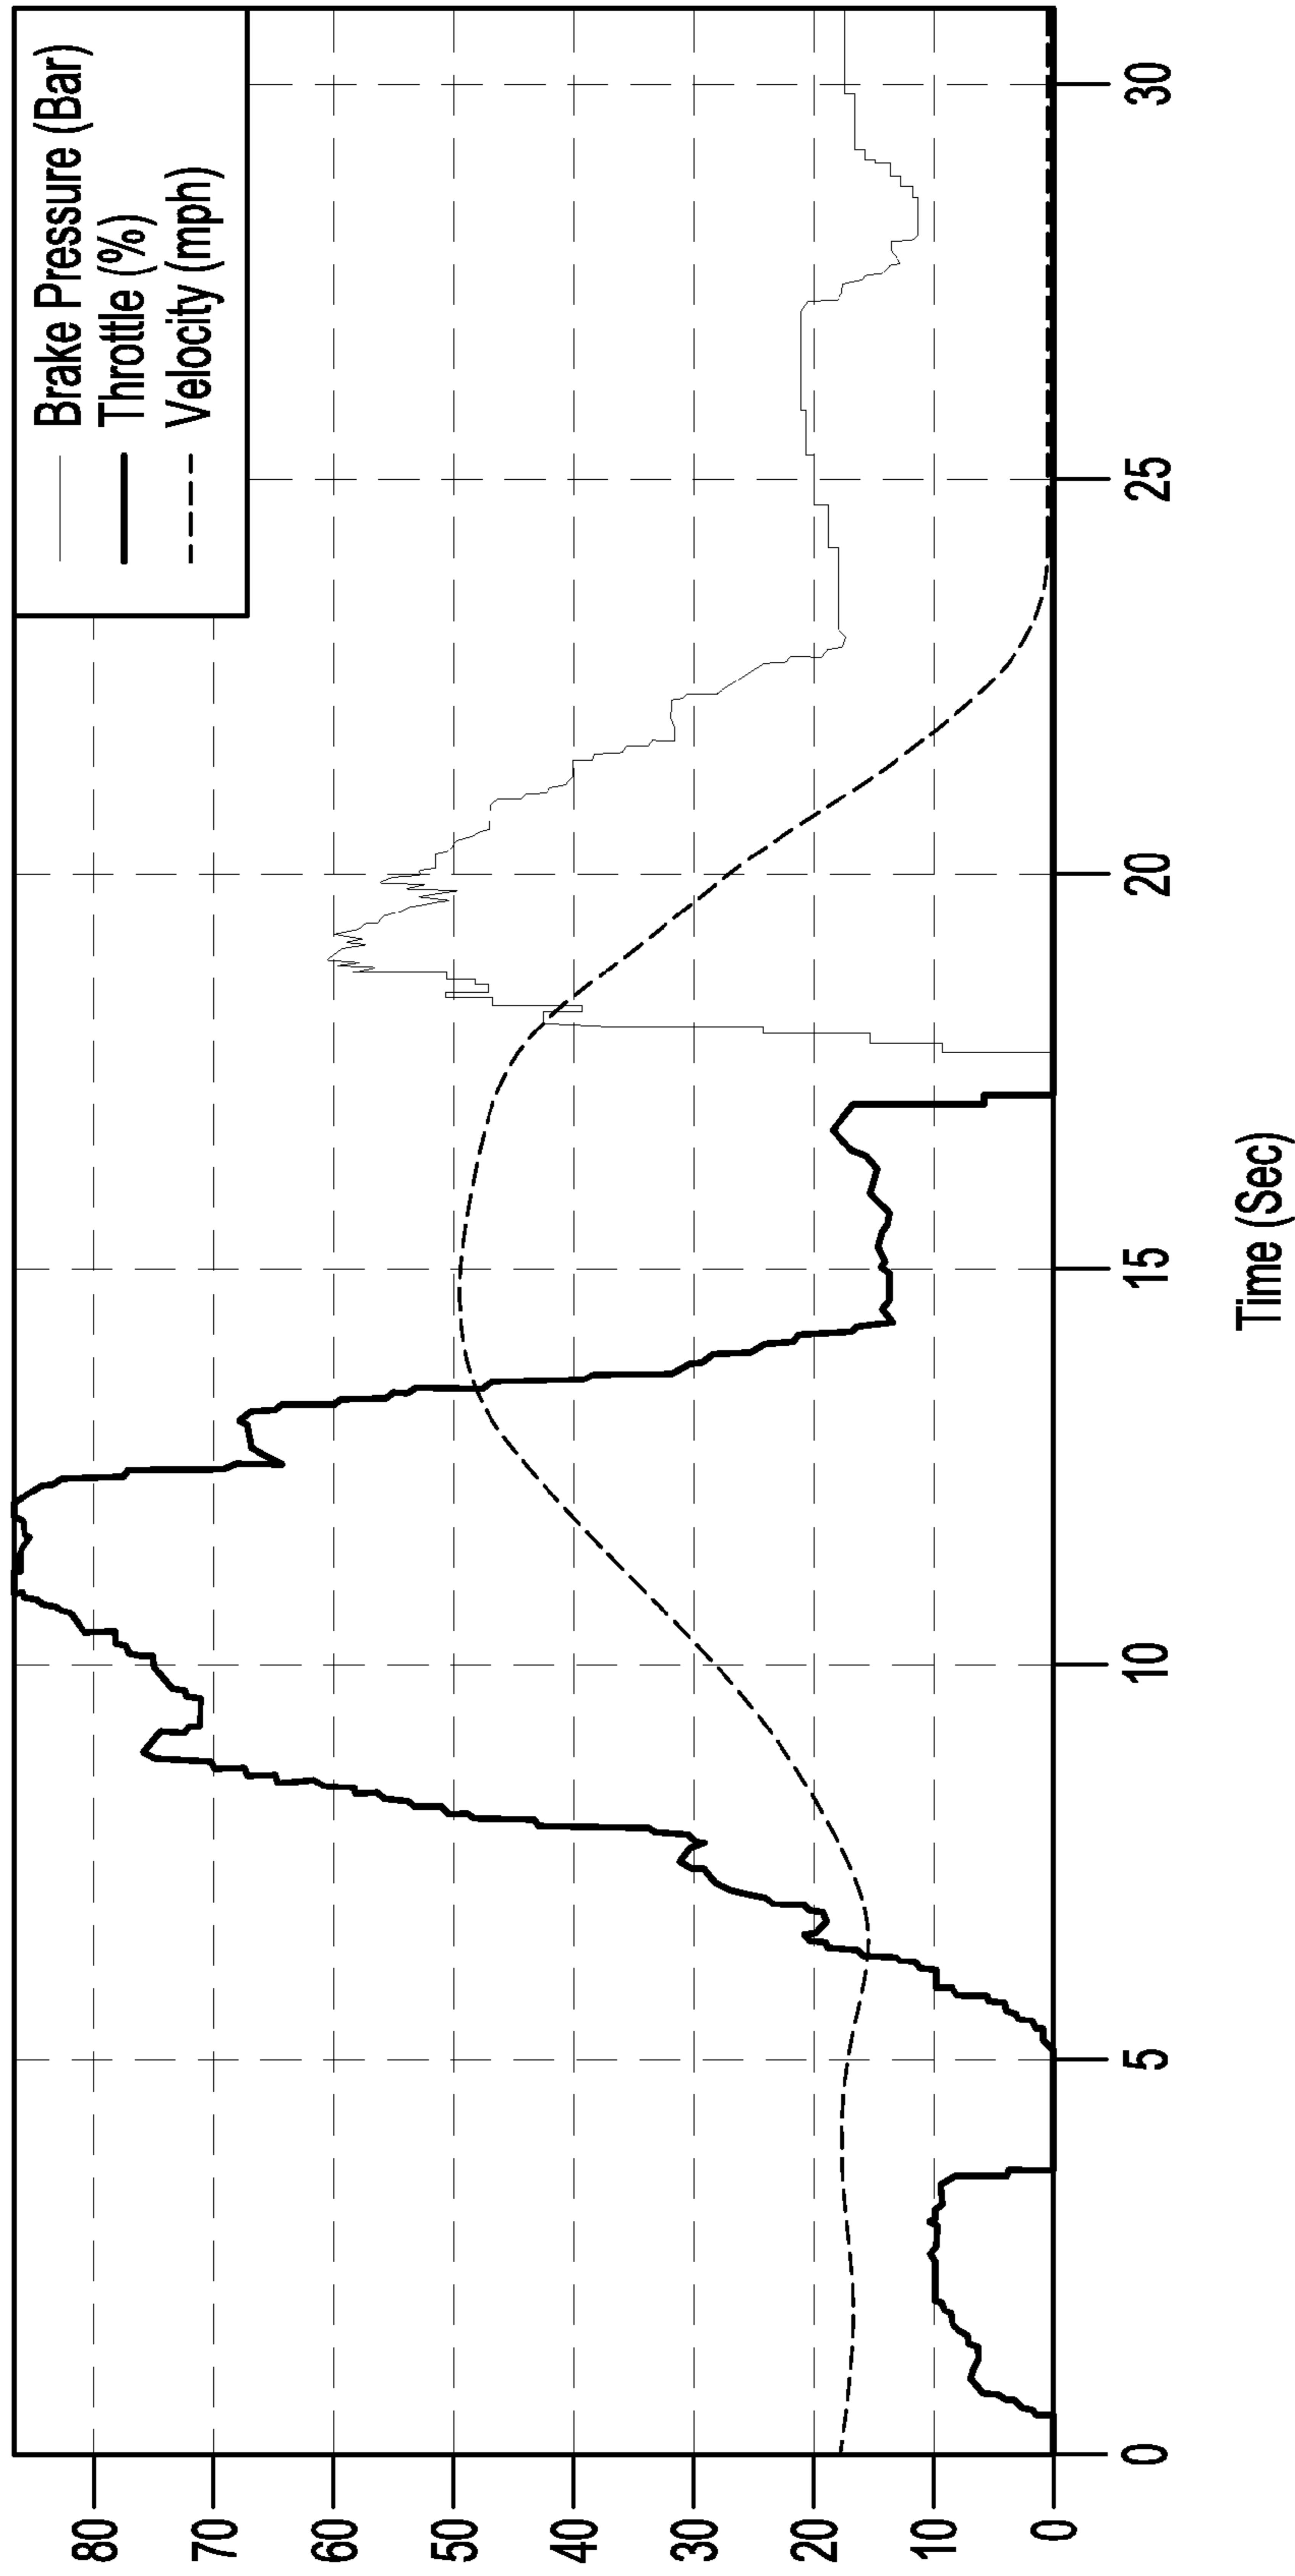 Brake Pressure (Bar)
Throttle (%)
Velocity (mph)
80
70
60
50
40
30
20
10
0
0 5 10 15 20 25 30
Time (Sec)